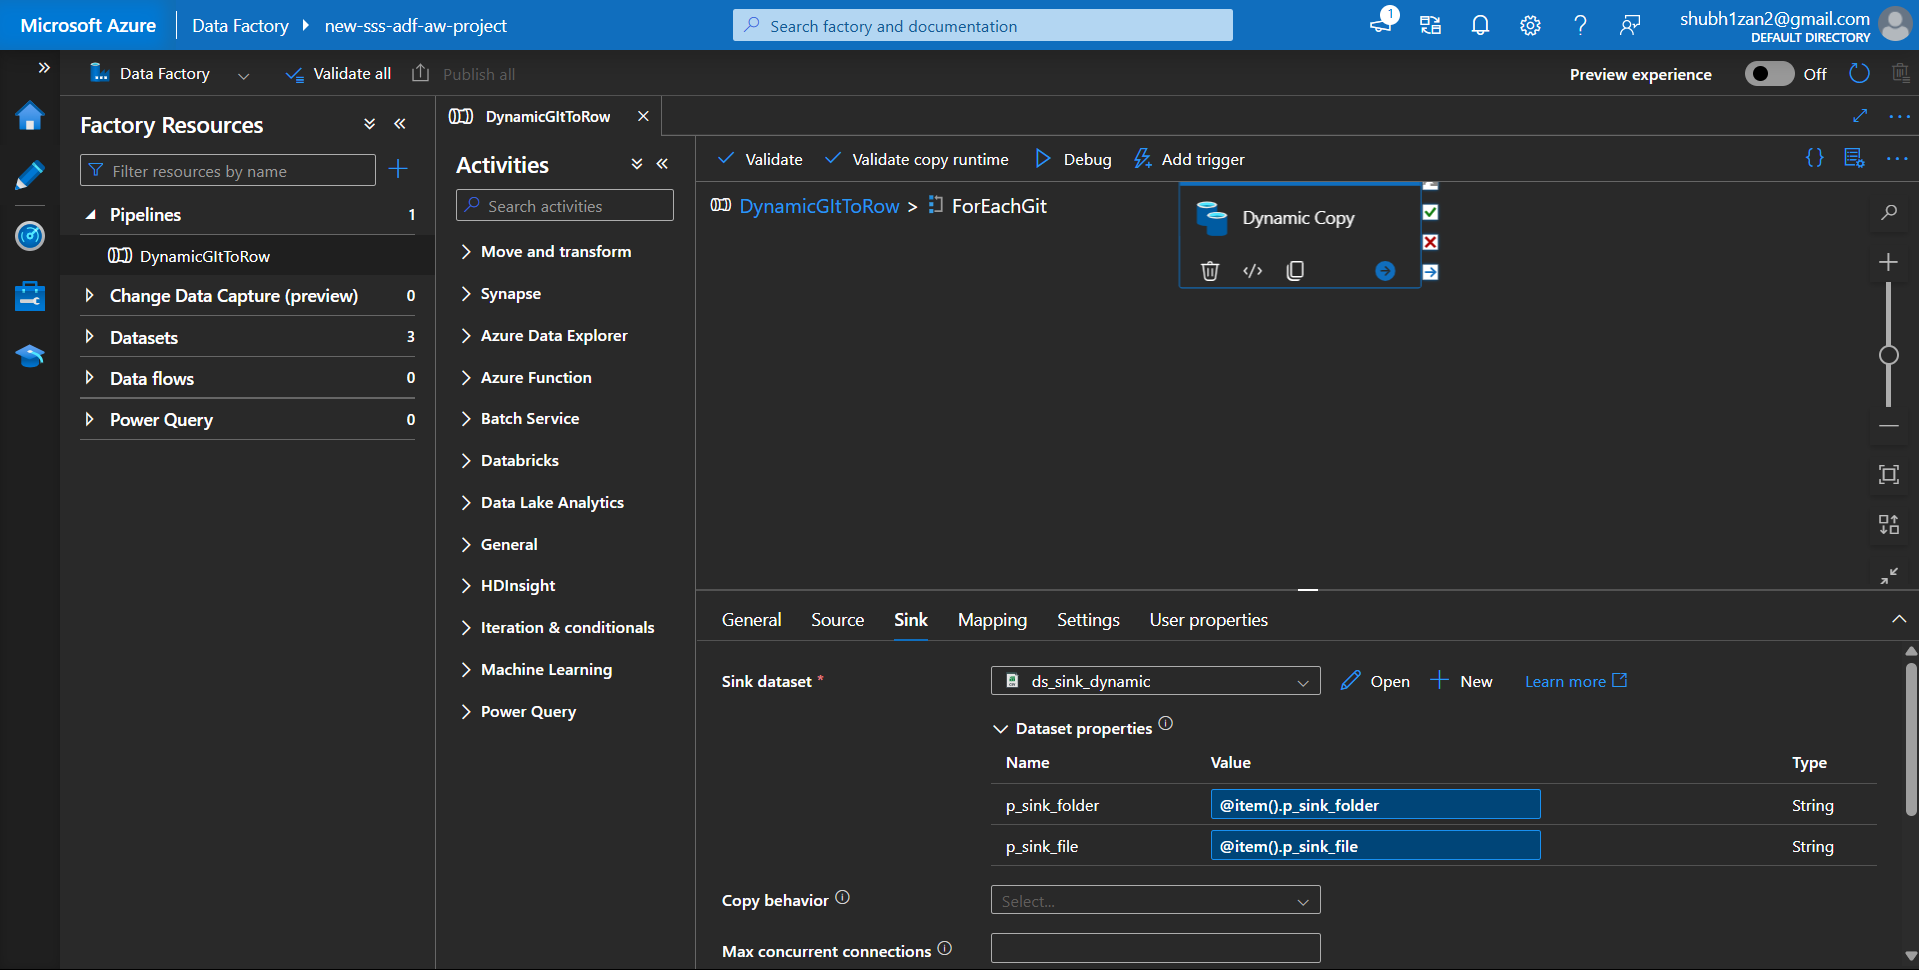 Microsoft Azure
Data Factory
new-sss-adf-aw-project
Search factory and documentation
1
shubh1zan2@gmail.com
DEFAULT DIRECTORY
Data Factory
Validate all
Publish all
Preview experience
Off
Factory Resources
Filter resources by name
Pipelines 1
DynamicGItToRow
Change Data Capture (preview) 0
Datasets 3
Data flows 0
Power Query 0
DynamicGItToRow
Activities
Search activities
Move and transform
Synapse
Azure Data Explorer
Azure Function
Batch Service
Databricks
Data Lake Analytics
General
HDInsight
Iteration & conditionals
Machine Learning
Power Query
Validate
Validate copy runtime
Debug
Add trigger
DynamicGItToRow > ForEachGit
Dynamic Copy
General Source Sink Mapping Settings User properties
Sink dataset *
ds_sink_dynamic
Open
New
Learn more
Dataset properties
Name Value Type
p_sink_folder @item().p_sink_folder String
p_sink_file @item().p_sink_file String
Copy behavior
Select...
Max concurrent connections